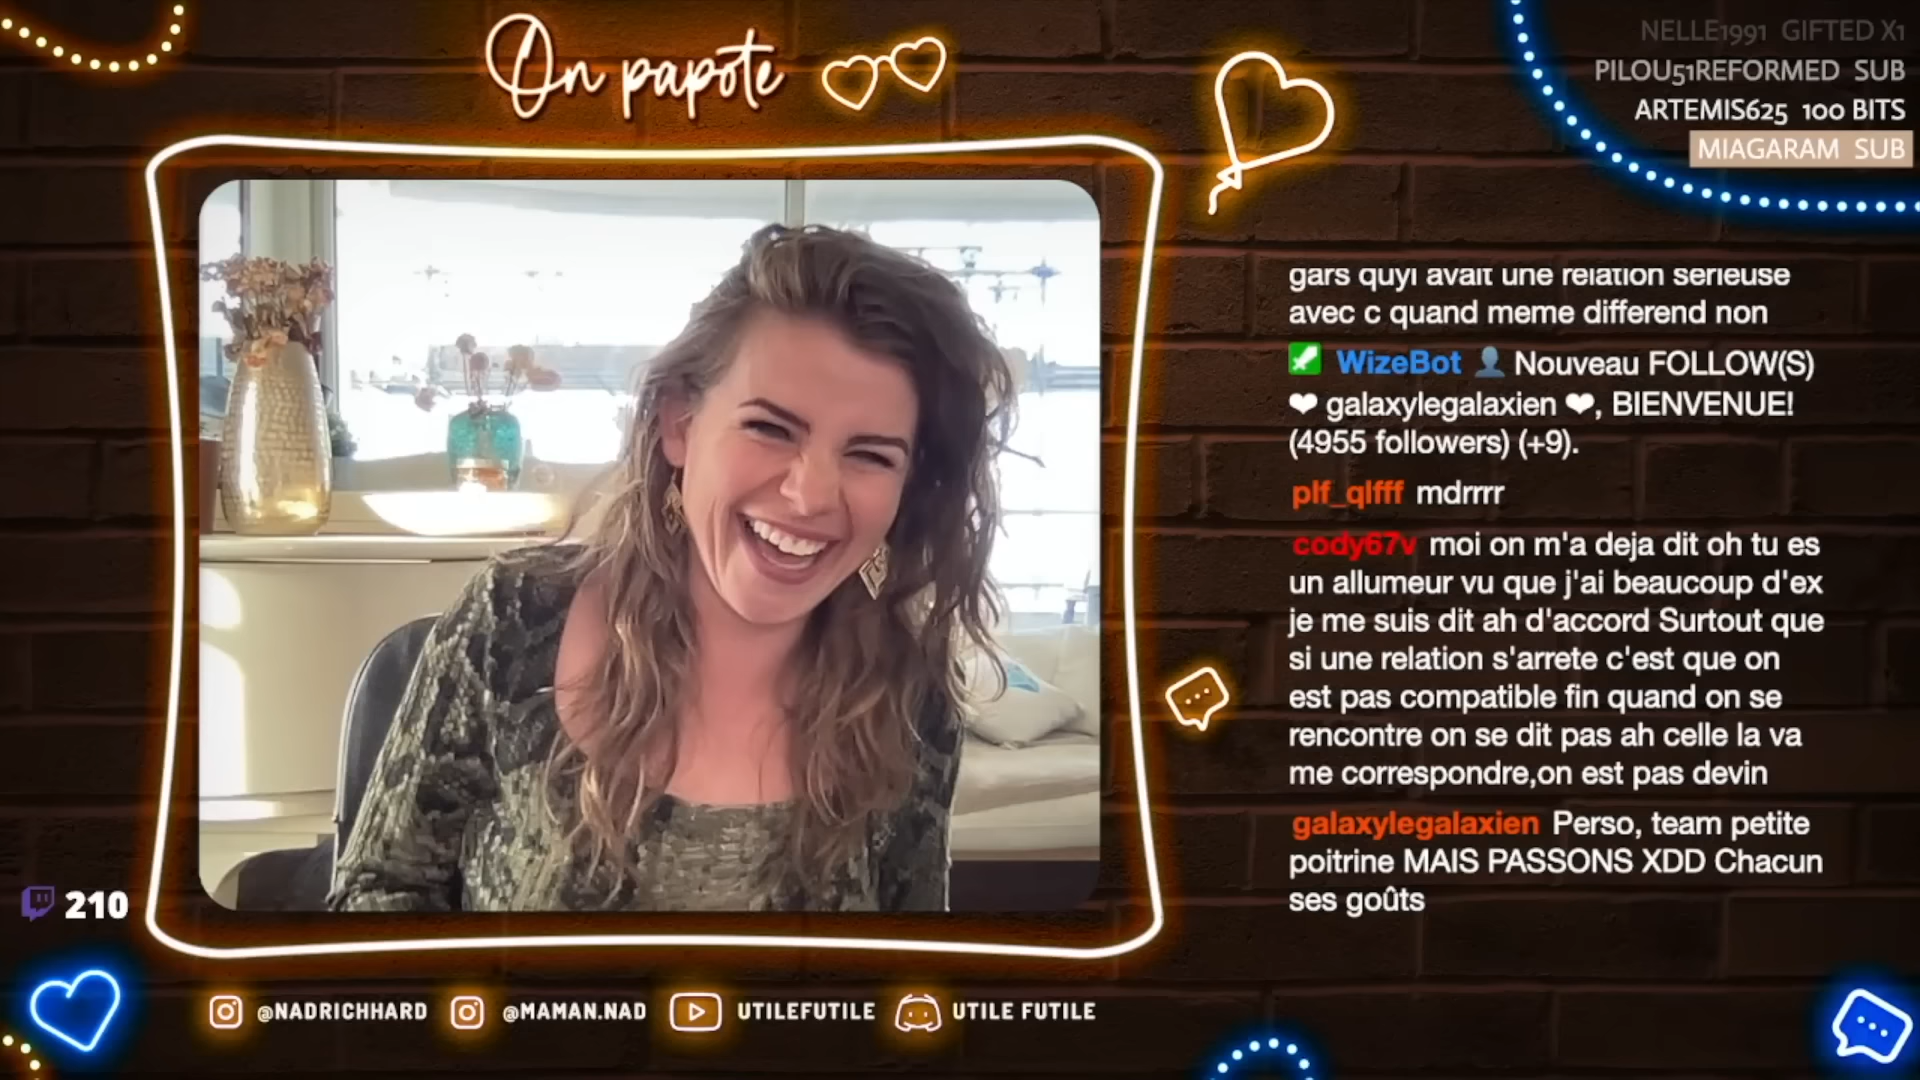 On papote
NELLE1991 GIFTED X1
PILOU51REFORMED SUB
ARTEMIS625 100 BITS
MIAGARAM SUB
gars quyi avait une relation serieuse
avec c quand meme differend non
WizeBot 👤 Nouveau FOLLOW(S)
❤ galaxylegalaxien ❤, BIENVENUE!
(4955 followers) (+9).
plf_qlfff mdrrrr
cody67v moi on m'a deja dit oh tu es
un allumeur vu que j'ai beaucoup d'ex
je me suis dit ah d'accord Surtout que
si une relation s'arrete c'est que on
est pas compatible fin quand on se
rencontre on se dit pas ah celle la va
me correspondre,on est pas devin
galaxylegalaxien Perso, team petite
poitrine MAIS PASSONS XDD Chacun
ses goûts
210
@NADRICHHARD @MAMAN.NAD UTILEFUTILE UTILE FUTILE